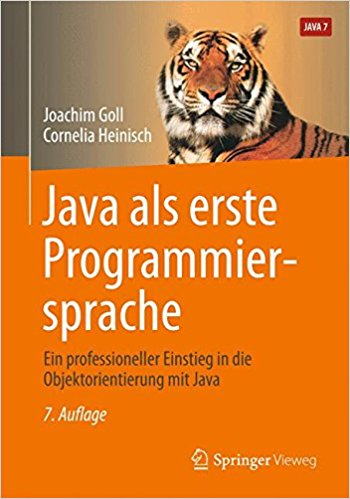 JAVA 7
Joachim Goll
Cornelia Heinisch
Java als erste
Programmier-
sprache
Ein professioneller Einstieg in die
Objektorientierung mit Java
7. Auflage
Springer Vieweg